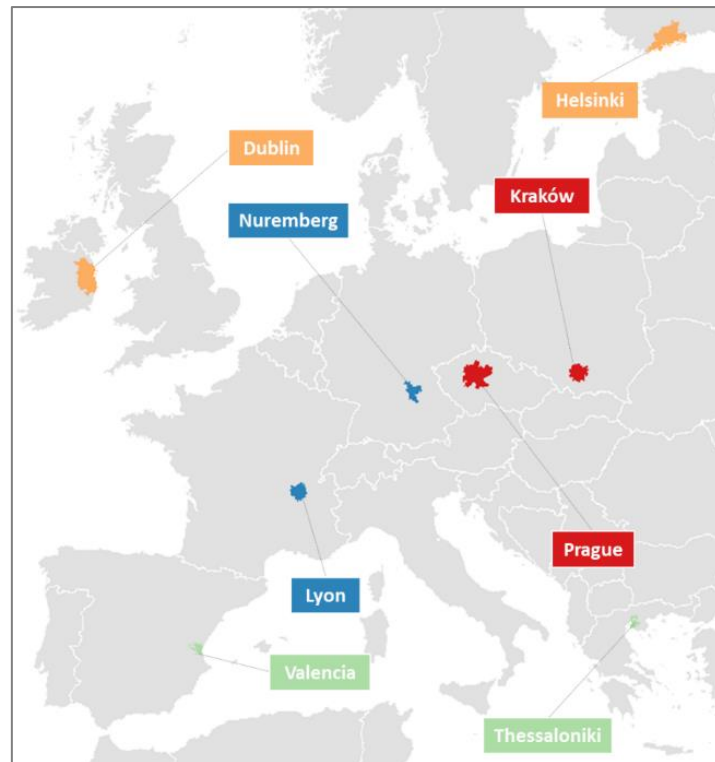 Helsinki
Dublin
Kraków
Nuremberg
Prague
Lyon
Valencia
Thessaloniki